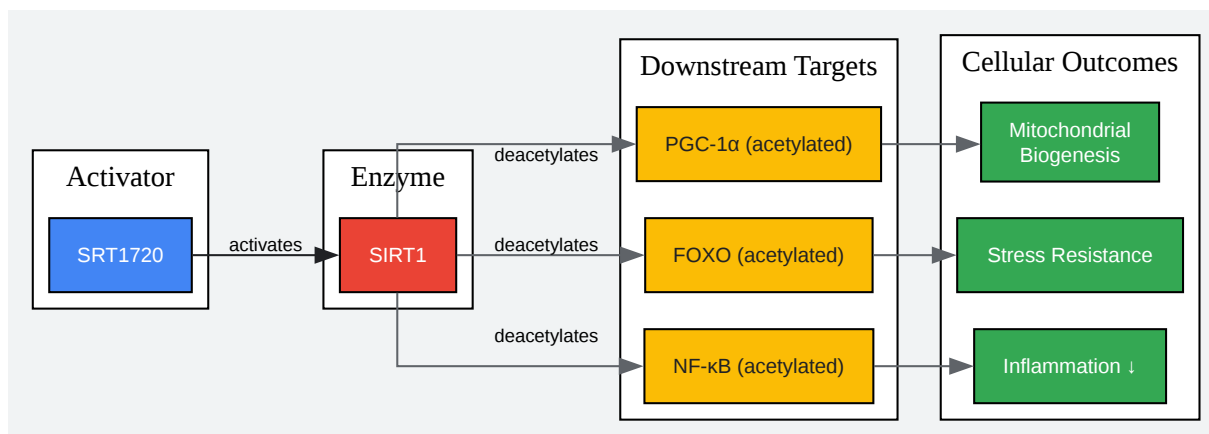 Activator
SRT1720
activates
Enzyme
SIRT1
deacetylates
deacetylates
deacetylates
Downstream Targets
PGC-1α (acetylated)
FOXO (acetylated)
NF-κB (acetylated)
Cellular Outcomes
Mitochondrial
Biogenesis
Stress Resistance
Inflammation ↓